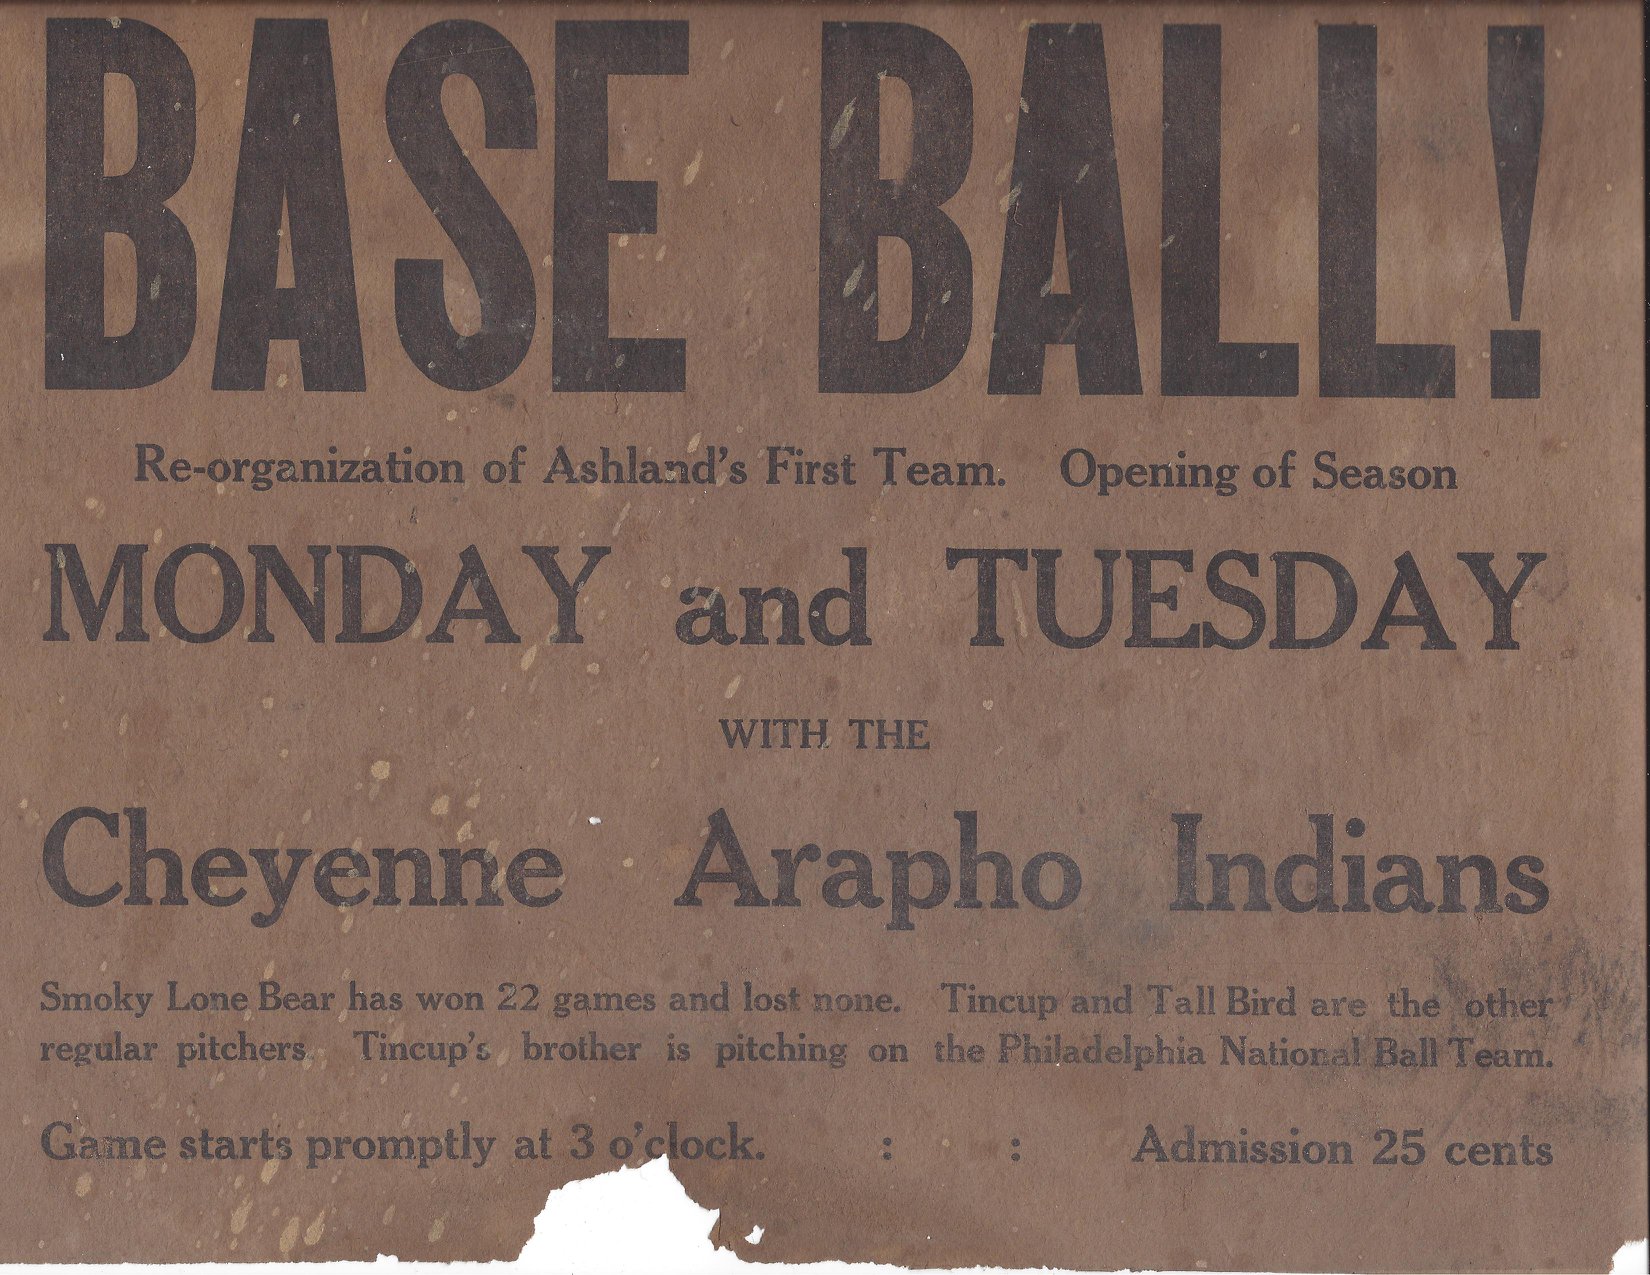 BASE BALL!
Re-organization of Ashland's First Team. Opening of Season
MONDAY and TUESDAY
WITH THE
Cheyenne Arapho Indians
Smoky Lone Bear has won 22 games and lost none. Tincup and Tall Bird are the other
regular pitchers. Tincup's brother is pitching on the Philadelphia National Ball Team.
Game starts promptly at 3 o'clock. : : Admission 25 cents